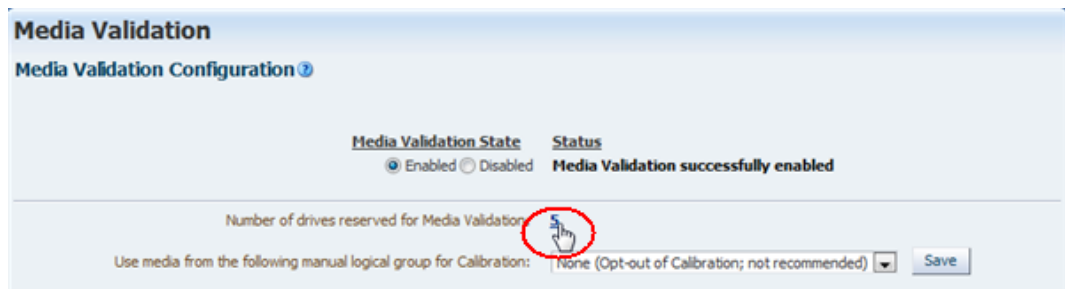 Media Validation
Media Validation Configuration
Media Validation State Status
Enabled Disabled Media Validation successfully enabled
Number of drives reserved for Media Validation: 5
Use media from the following manual logical group for Calibration: None (Opt-out of Calibration; not recommended) Save